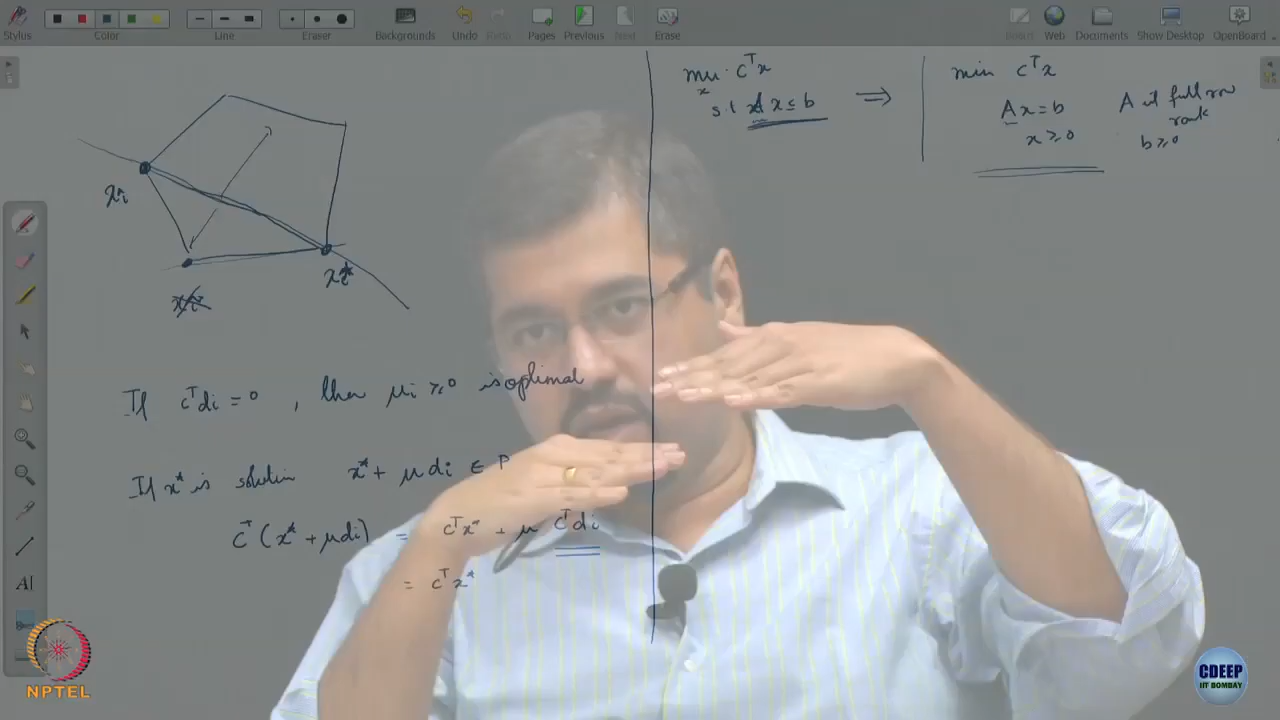 Stylus
Color
Line
Eraser
Backgrounds
Undo
Redo
Pages
Previous
Next
Erase
Board
Web
Documents
Show Desktop
OpenBoard
xi
x*
If cᵀdi = 0 , then μi ≥ 0 is optimal
If x* is solution x* + μdi ∈ P
cᵀ(x* + μdi) = cᵀx* + μ cᵀdi
= cᵀx*
min cᵀx
x
s.t A x ≤ b
⟹
min cᵀx
Ax = b
x ≥ 0
A is full row
rank
b ≥ 0
NPTEL
CDEEP
IIT BOMBAY